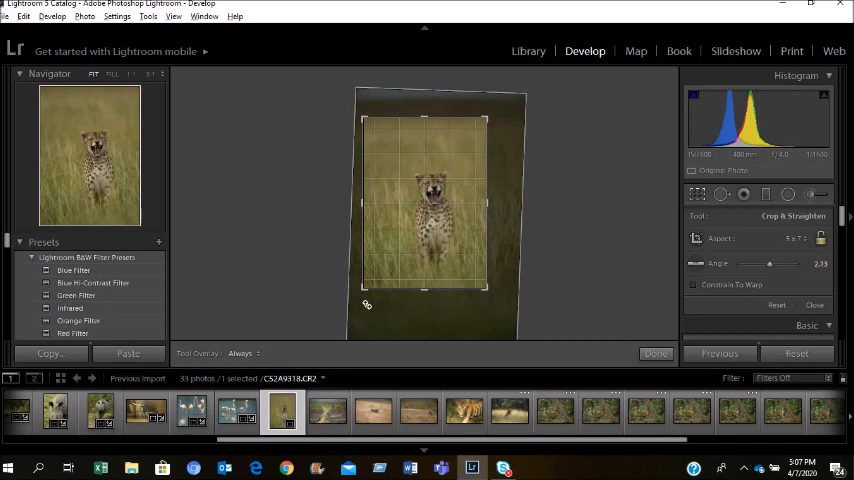 Lightroom 5 Catalog - Adobe Photoshop Lightroom - Develop
ile Edit Develop Photo Settings Tools View Window Help
Lr Get started with Lightroom mobile
Library Develop Map Book Slideshow Print Web
Navigator FIT FILL 1:1 3:1
Histogram
ISO 800 400 mm f / 4.0 1/1600
Original Photo
Tool: Crop & Straighten
Aspect: 5 x 7
Angle 2.13
Constrain To Warp
Reset Close
Basic
Presets
Lightroom B&W Filter Presets
Blue Filter
Blue Hi-Contrast Filter
Green Filter
Infrared
Orange Filter
Red Filter
Copy... Paste
Tool Overlay: Always
Done
Previous Reset
1 2 Previous Import 33 photos / 1 selected / C52A9318.CR2
Filter: Filters Off
5:07 PM
4/7/2020
24